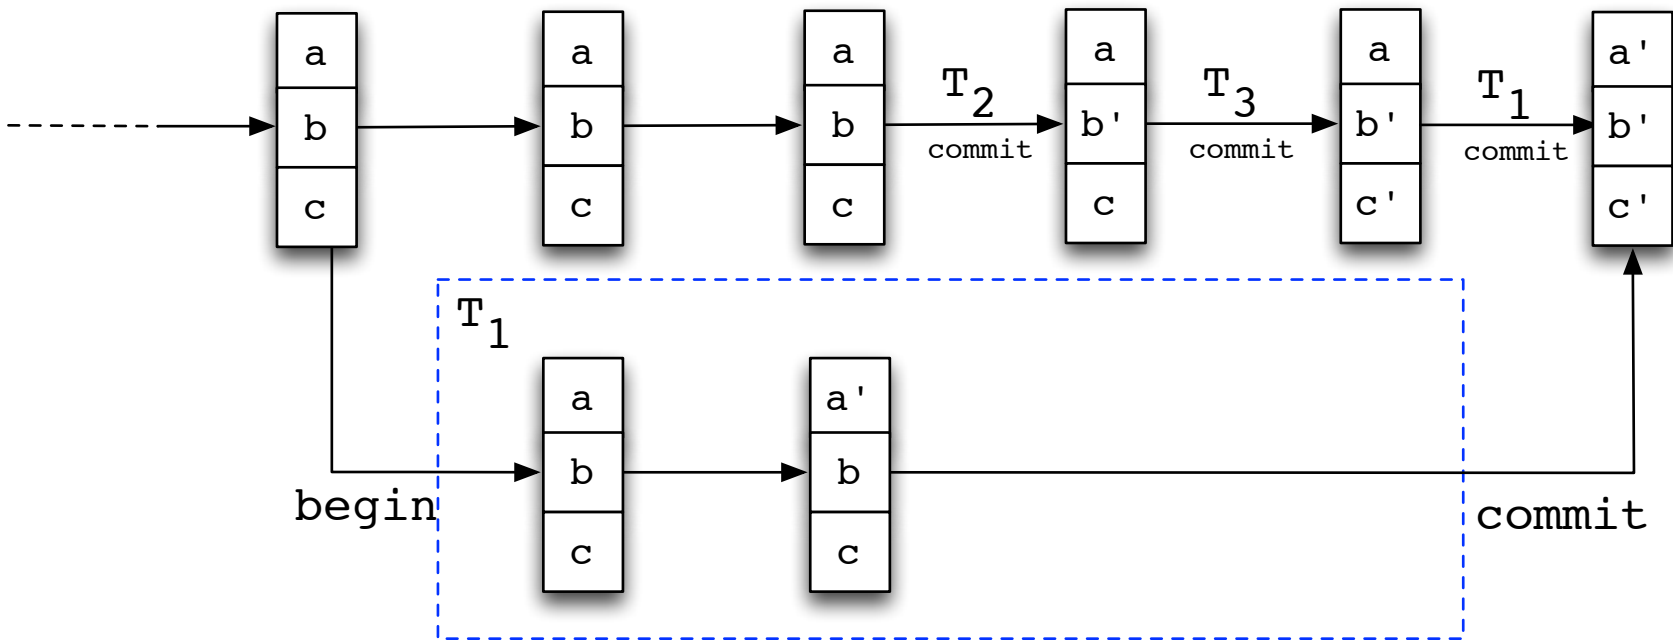 a a a a a a'
b b b b' b' b'
c c c c c' c'
T2 T3 T1
commit commit commit
T1
a a'
b b
c c
begin commit